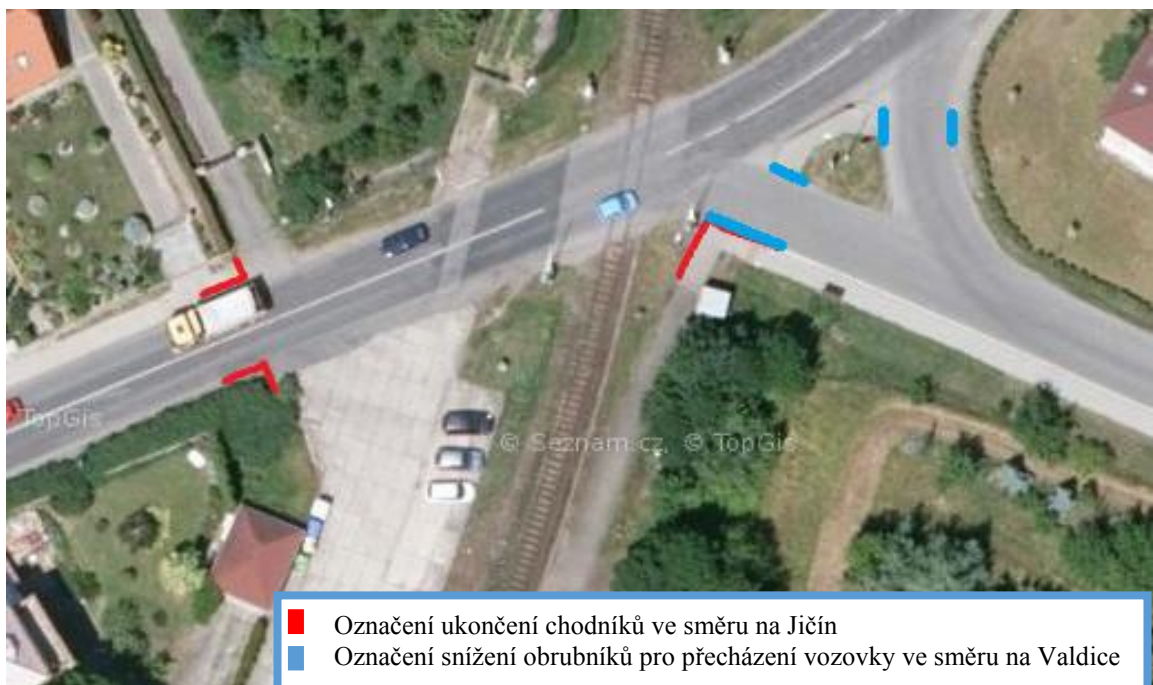 TopGis
© Seznam.cz, © TopGis
Označení ukončení chodníků ve směru na Jičín
Označení snížení obrubníků pro přecházení vozovky ve směru na Valdice